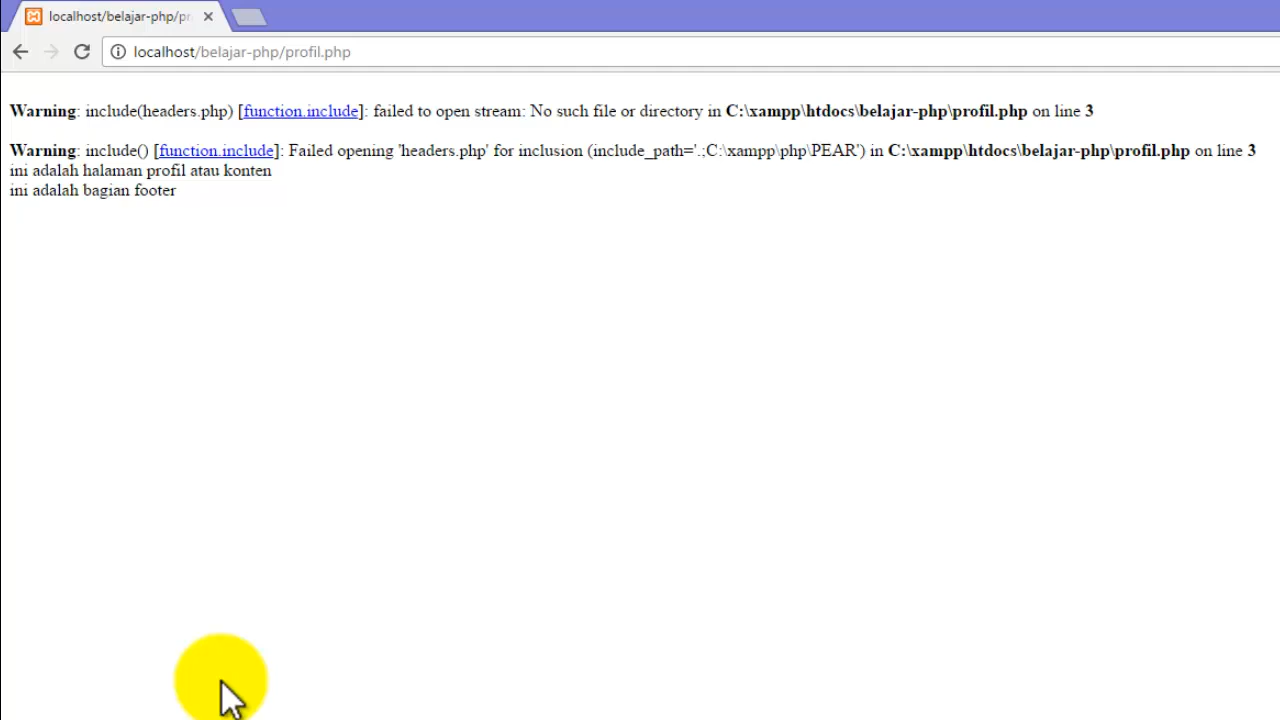 localhost/belajar-php/pr
localhost/belajar-php/profil.php
Warning: include(headers.php) [function.include]: failed to open stream: No such file or directory in C:\xampp\htdocs\belajar-php\profil.php on line 3
Warning: include() [function.include]: Failed opening 'headers.php' for inclusion (include_path='.;C:\xampp\php\PEAR') in C:\xampp\htdocs\belajar-php\profil.php on line 3
ini adalah halaman profil atau konten
ini adalah bagian footer